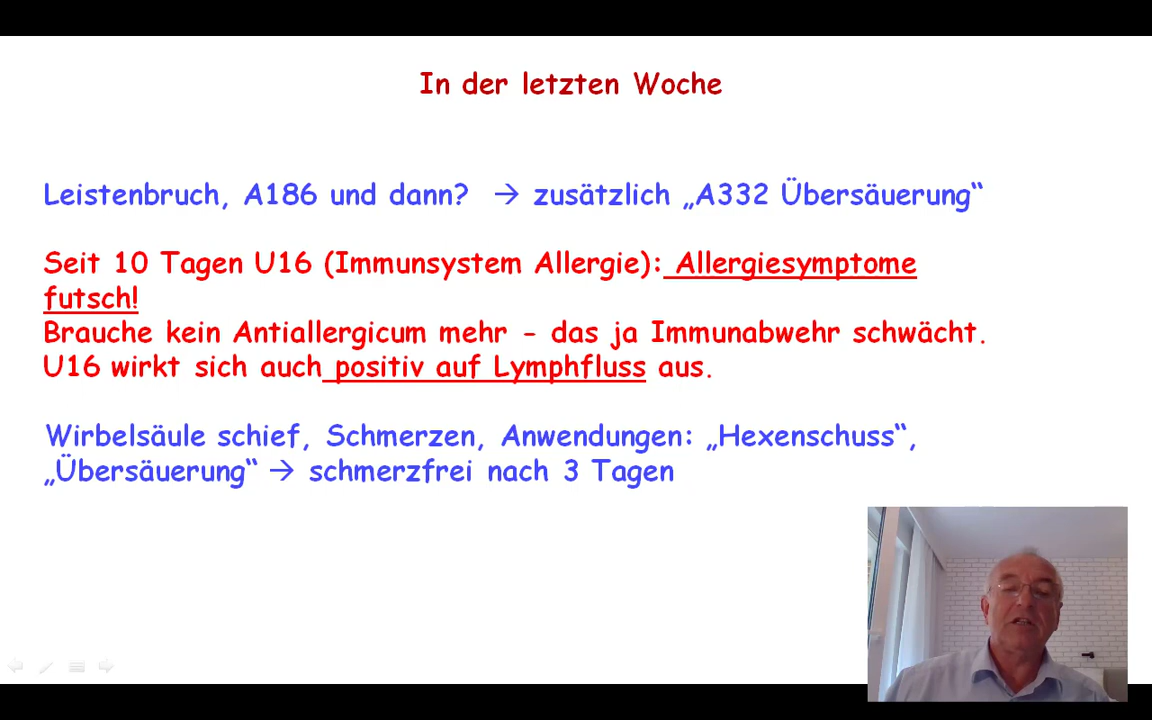 In der letzten Woche
Leistenbruch, A186 und dann? → zusätzlich „A332 Übersäuerung“
Seit 10 Tagen U16 (Immunsystem Allergie): Allergiesymptome
futsch!
Brauche kein Antiallergicum mehr - das ja Immunabwehr schwächt.
U16 wirkt sich auch positiv auf Lymphfluss aus.
Wirbelsäule schief, Schmerzen, Anwendungen: „Hexenschuss“,
„Übersäuerung“ → schmerzfrei nach 3 Tagen